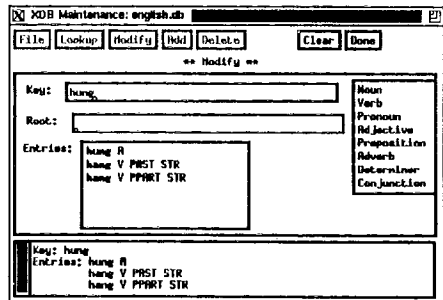 XDB Maintenance: english.db
File Lookup Modify Add Delete Clear Done
** Modify **
Key: hung
Root:
Entries: hung A
hang V PAST STR
hang V PPART STR
Noun
Verb
Pronoun
Adjective
Preposition
Adverb
Determiner
Conjunction
Key: hung
Entries: hung A
hang V PAST STR
hang V PPART STR